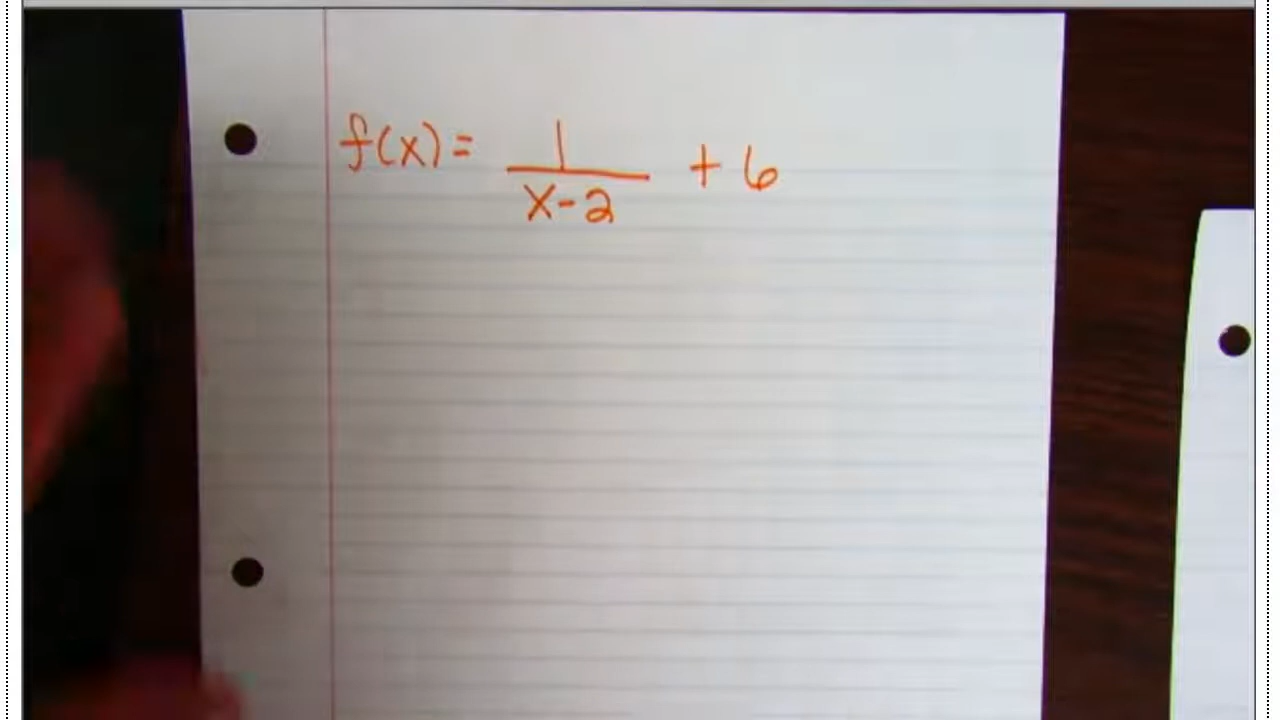 f(x) = 1/(x-2) + 6